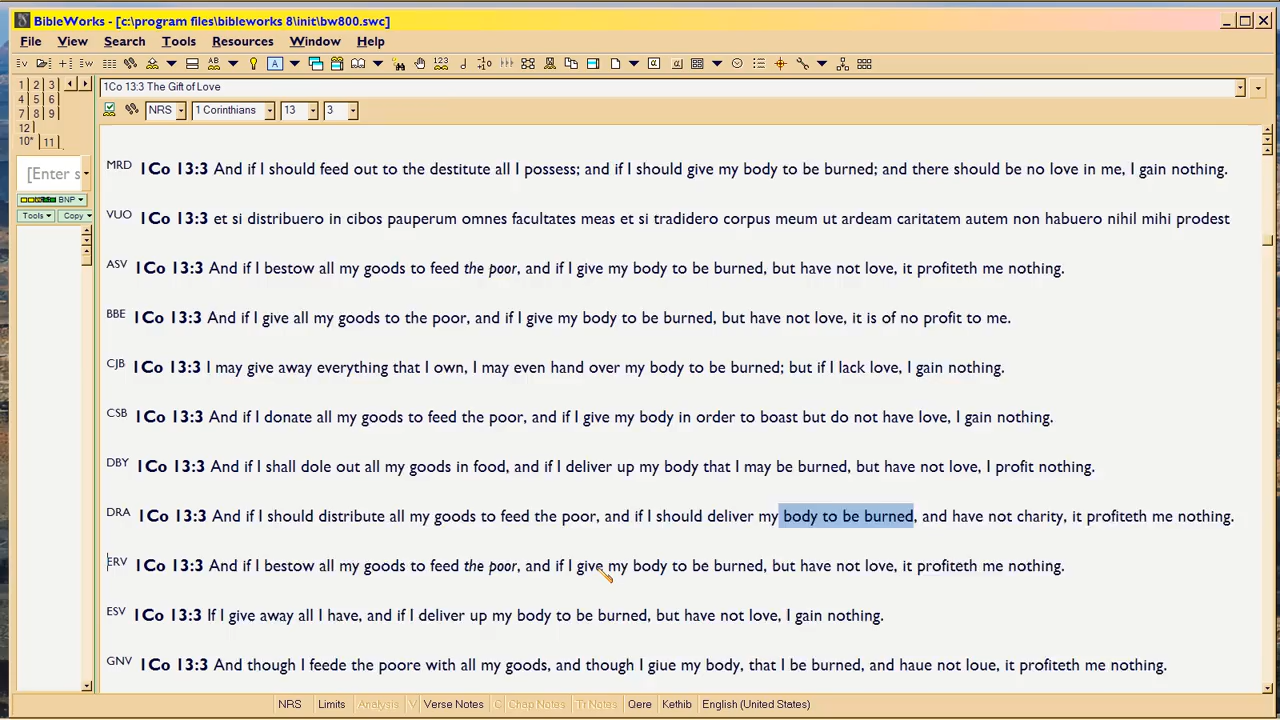 BibleWorks - [c:\program files\bibleworks 8\init\bw800.swc]
File View Search Tools Resources Window Help
1 2 3
4 5 6
7 8 9
12
10* 11
1Co 13:3 The Gift of Love
NRS 1 Corinthians 13 3
[Enter s
BNP
Tools Copy
MRD 1Co 13:3 And if I should feed out to the destitute all I possess; and if I should give my body to be burned; and there should be no love in me, I gain nothing.
VUO 1Co 13:3 et si distribuero in cibos pauperum omnes facultates meas et si tradidero corpus meum ut ardeam caritatem autem non habuero nihil mihi prodest
ASV 1Co 13:3 And if I bestow all my goods to feed the poor, and if I give my body to be burned, but have not love, it profiteth me nothing.
BBE 1Co 13:3 And if I give all my goods to the poor, and if I give my body to be burned, but have not love, it is of no profit to me.
CJB 1Co 13:3 I may give away everything that I own, I may even hand over my body to be burned; but if I lack love, I gain nothing.
CSB 1Co 13:3 And if I donate all my goods to feed the poor, and if I give my body in order to boast but do not have love, I gain nothing.
DBY 1Co 13:3 And if I shall dole out all my goods in food, and if I deliver up my body that I may be burned, but have not love, I profit nothing.
DRA 1Co 13:3 And if I should distribute all my goods to feed the poor, and if I should deliver my body to be burned, and have not charity, it profiteth me nothing.
ERV 1Co 13:3 And if I bestow all my goods to feed the poor, and if I give my body to be burned, but have not love, it profiteth me nothing.
ESV 1Co 13:3 If I give away all I have, and if I deliver up my body to be burned, but have not love, I gain nothing.
GNV 1Co 13:3 And though I feede the poore with all my goods, and though I giue my body, that I be burned, and haue not loue, it profiteth me nothing.
NRS Limits Analysis V Verse Notes C Chap Notes Tr Notes Qere Kethib English (United States)